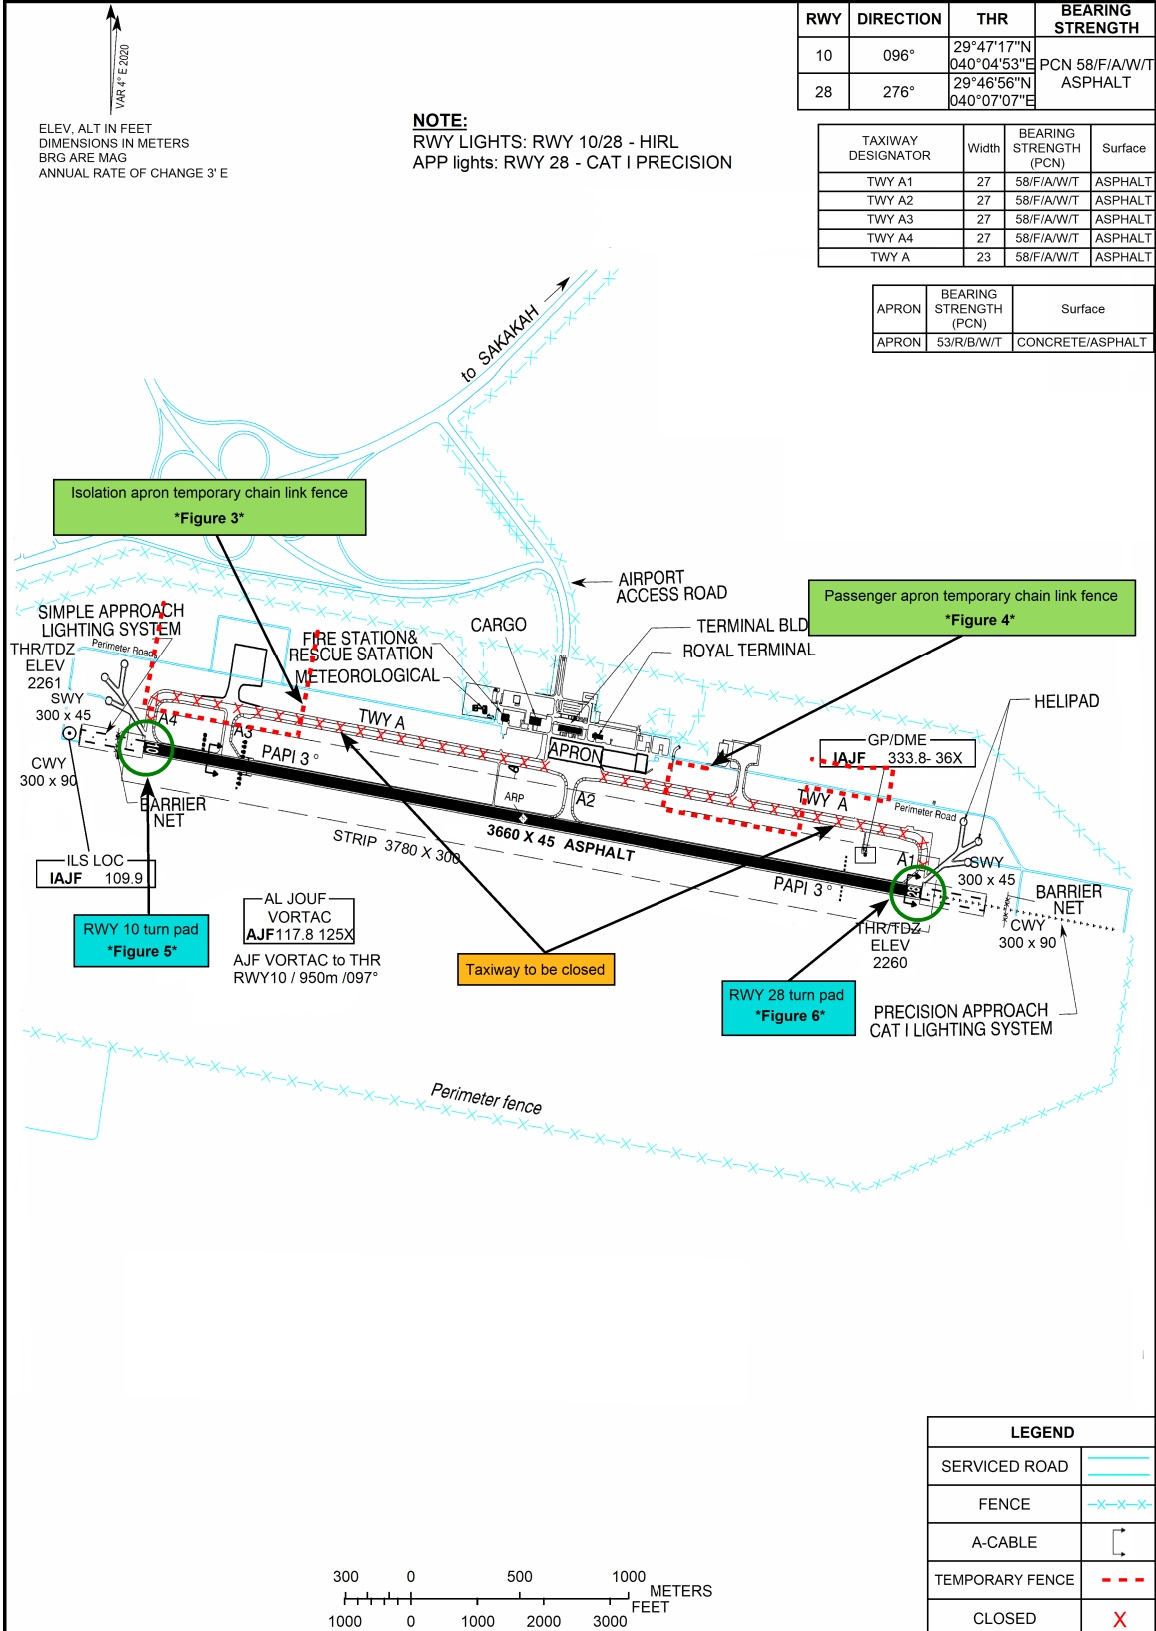 VAR 4° E 2020
ELEV, ALT IN FEET
DIMENSIONS IN METERS
BRG ARE MAG
ANNUAL RATE OF CHANGE 3' E
NOTE:
RWY LIGHTS: RWY 10/28 - HIRL
APP lights: RWY 28 - CAT I PRECISION
RWY DIRECTION THR BEARING STRENGTH
10 096° 29°47'17"N 040°04'53"E PCN 58/F/A/W/T ASPHALT
28 276° 29°46'56"N 040°07'07"E
TAXIWAY DESIGNATOR Width BEARING STRENGTH (PCN) Surface
TWY A1 27 58/F/A/W/T ASPHALT
TWY A2 27 58/F/A/W/T ASPHALT
TWY A3 27 58/F/A/W/T ASPHALT
TWY A4 27 58/F/A/W/T ASPHALT
TWY A 23 58/F/A/W/T ASPHALT
APRON BEARING STRENGTH (PCN) Surface
APRON 53/R/B/W/T CONCRETE/ASPHALT
to SAKAKAH
Isolation apron temporary chain link fence
*Figure 3*
AIRPORT
ACCESS ROAD
Passenger apron temporary chain link fence
*Figure 4*
SIMPLE APPROACH
LIGHTING SYSTEM
THR/TDZ
ELEV
2261
Perimeter Road
SWY
300 x 45
CWY
300 x 90
FIRE STATION&
RESCUE SATATION
METEOROLOGICAL
CARGO
TERMINAL BLD
ROYAL TERMINAL
HELIPAD
GP/DME
IAJF 333.8- 36X
A4
A3
TWY A
PAPI 3°
APRON
ARP
A2
TWY A
Perimeter Road
A1
BARRIER
NET
STRIP 3780 X 300
3660 X 45 ASPHALT
PAPI 3°
SWY
300 x 45
BARRIER
NET
CWY
300 x 90
ILS LOC
IAJF 109.9
AL JOUF
VORTAC
AJF 117.8 125X
AJF VORTAC to THR
RWY10 / 950m /097°
RWY 10 turn pad
*Figure 5*
Taxiway to be closed
THR/TDZ
ELEV
2260
RWY 28 turn pad
*Figure 6*
PRECISION APPROACH
CAT I LIGHTING SYSTEM
Perimeter fence
LEGEND
SERVICED ROAD
FENCE
A-CABLE
TEMPORARY FENCE
CLOSED X
300 0 500 1000
METERS
FEET
1000 0 1000 2000 3000